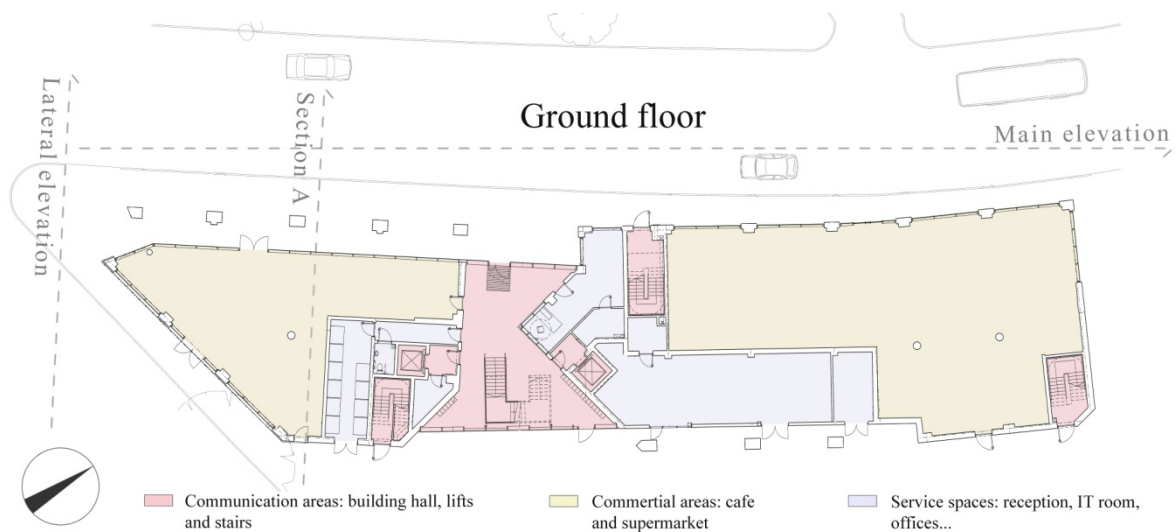 Ground floor
Main elevation
Lateral elevation
Section A
Communication areas: building hall, lifts
and stairs
Commertial areas: cafe
and supermarket
Service spaces: reception, IT room,
offices...